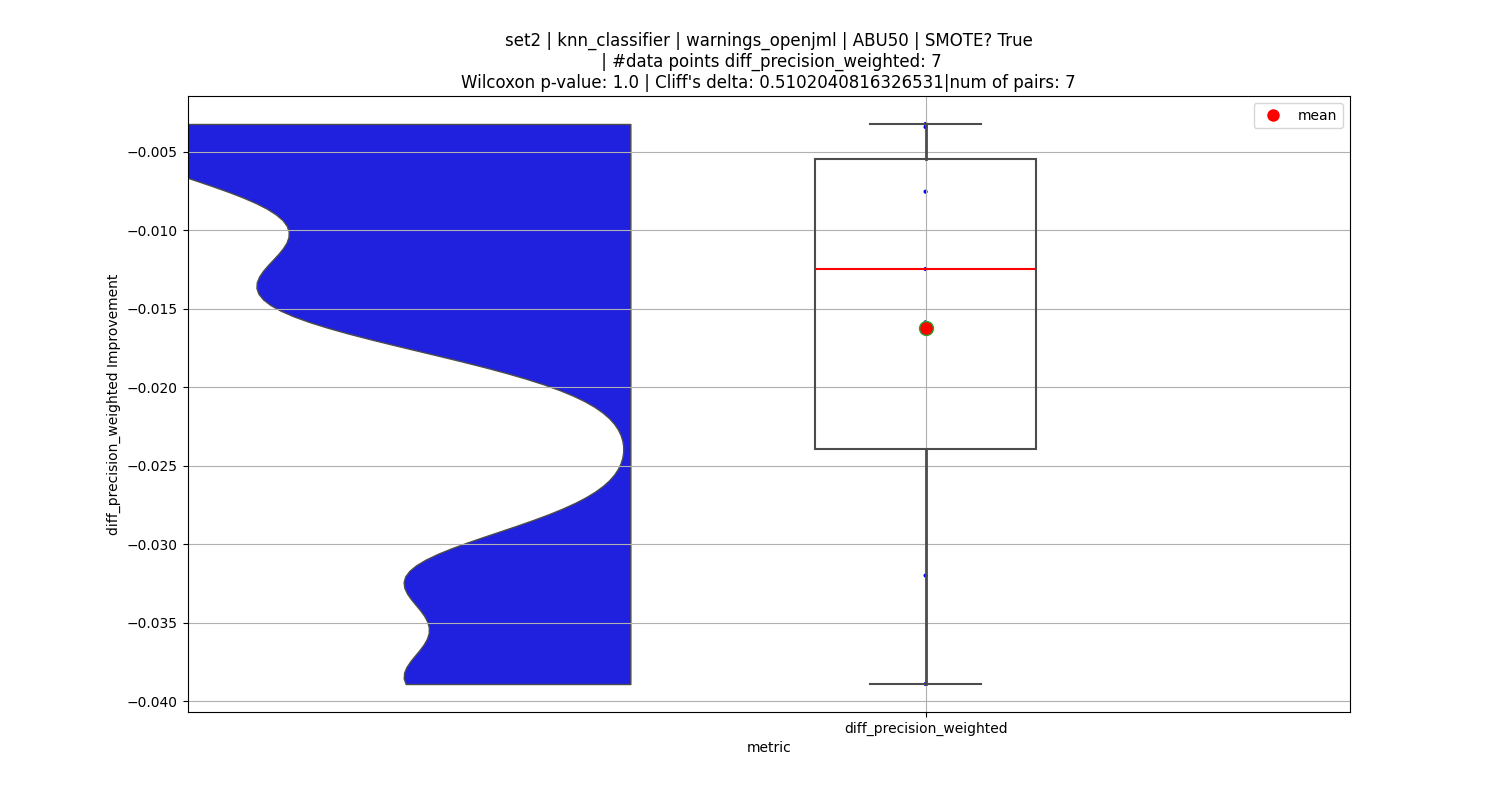 set2 | knn_classifier | warnings_openjml | ABU50 | SMOTE? True
| #data points diff_precision_weighted: 7
Wilcoxon p-value: 1.0 | Cliff's delta: 0.5102040816326531|num of pairs: 7
mean
−0.005
−0.010
−0.015
−0.020
−0.025
−0.030
−0.035
−0.040
diff_precision_weighted Improvement
diff_precision_weighted
metric